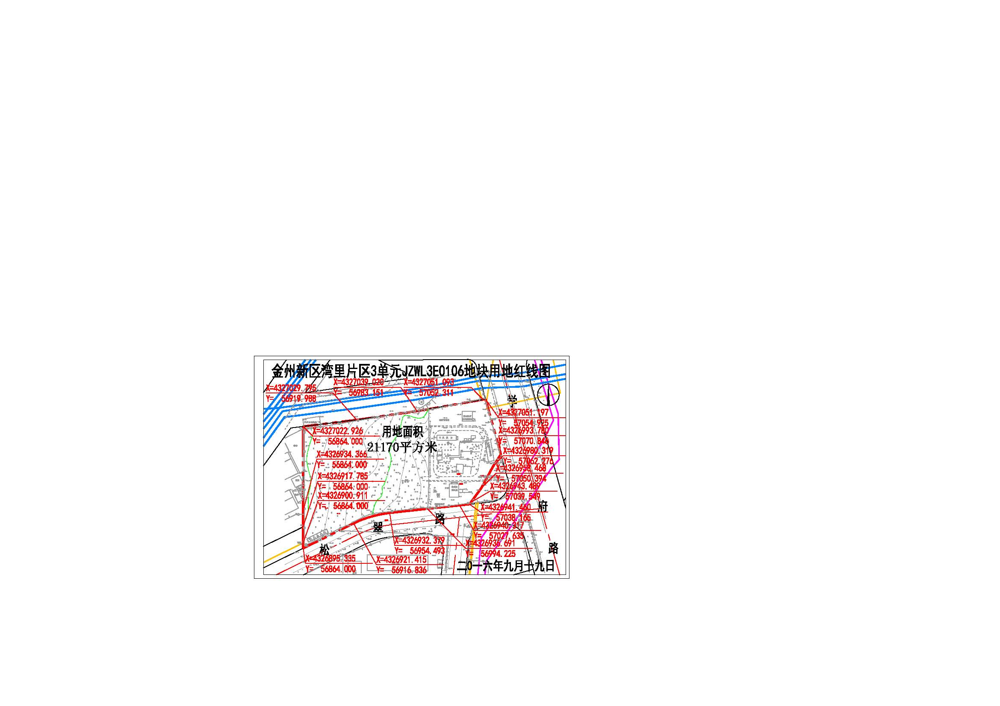 金州新区湾里片区3单元JZWL3E0106地块用地红线图
X=4327029.795
Y= 56919.988
X=4327039.020
Y= 56983.151
X=4327051.093
Y= 57052.311
学
X=4327051.197
Y= 57054.925
X=4327022.926
Y= 56864.000
用地面积
21170平方米
X=4326993.780
Y= 57070.846
X=4326934.366
Y= 56864.000
X=4326980.319
Y= 57062.276
X=4326917.785
Y= 56864.000
X=4326958.468
Y= 57050.394
X=4326900.911
Y= 56864.000
X=4326943.489
Y= 57039.549
府
X=4326941.460
Y= 57038.165
路
翠
X=4326940.317
Y= 57027.635
X=4326932.379
Y= 56954.493
X=4326936.691
Y= 56994.225
松
路
X=4326895.335
Y= 56864.000
X=4326921.415
Y= 56916.836
二0一六年九月十九日